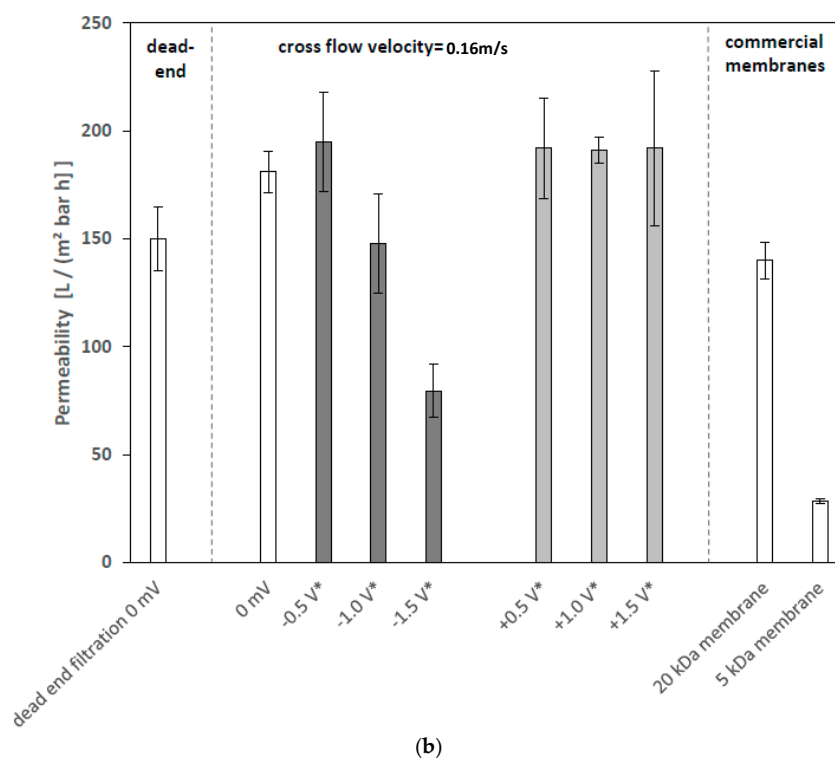 250
200
150
100
50
0
Permeability [L / (m² bar h) ]
dead-
end
cross flow velocity= 0.16m/s
commercial
membranes
dead end filtration 0 mV
0 mV
-0.5 V*
-1.0 V*
-1.5 V*
+0.5 V*
+1.0 V*
+1.5 V*
20 kDa membrane
5 kDa membrane
(b)